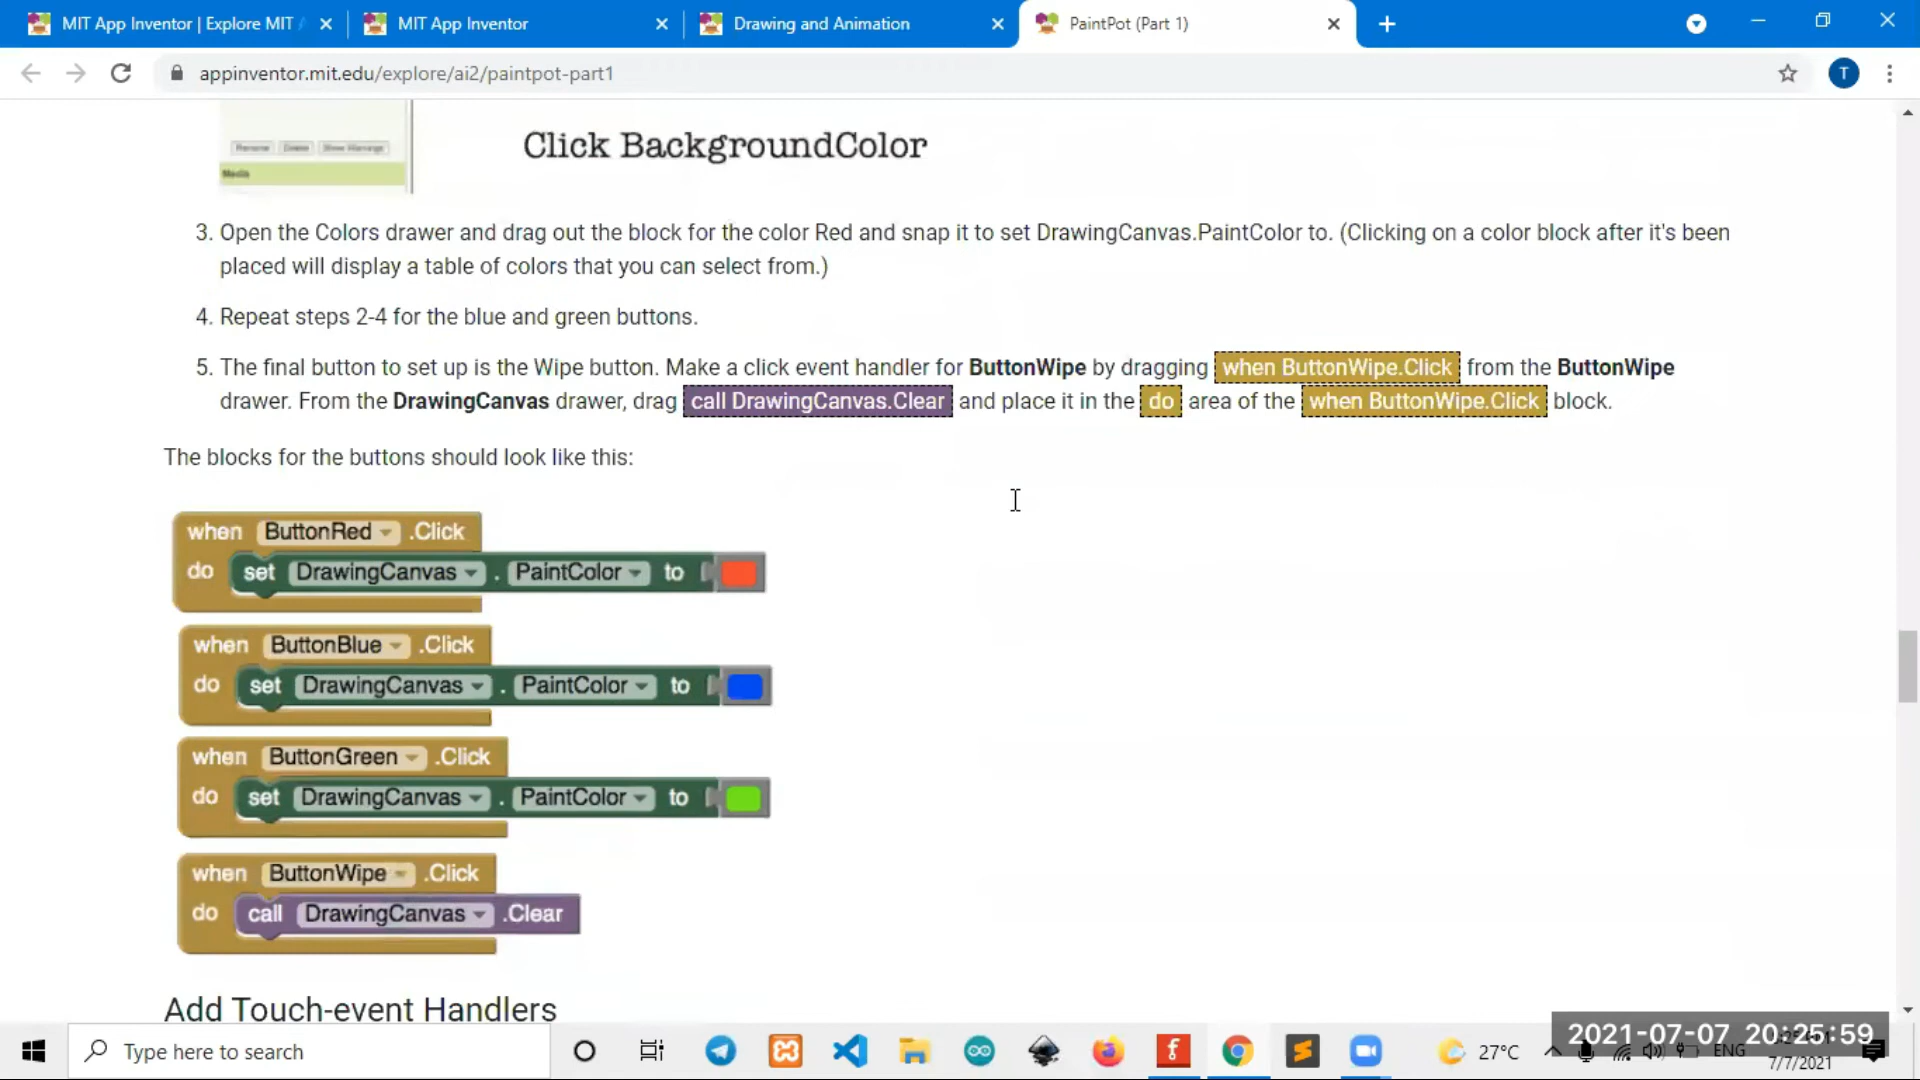 MIT App Inventor | Explore MIT
MIT App Inventor
Drawing and Animation
PaintPot (Part 1)
appinventor.mit.edu/explore/ai2/paintpot-part1
T
Rename Delete Show Warnings
Media
Click BackgroundColor
3. Open the Colors drawer and drag out the block for the color Red and snap it to set DrawingCanvas.PaintColor to. (Clicking on a color block after it's been
placed will display a table of colors that you can select from.)
4. Repeat steps 2-4 for the blue and green buttons.
5. The final button to set up is the Wipe button. Make a click event handler for ButtonWipe by dragging when ButtonWipe.Click from the ButtonWipe
drawer. From the DrawingCanvas drawer, drag call DrawingCanvas.Clear and place it in the do area of the when ButtonWipe.Click block.
The blocks for the buttons should look like this:
when ButtonRed .Click
do set DrawingCanvas . PaintColor to
when ButtonBlue .Click
do set DrawingCanvas . PaintColor to
when ButtonGreen .Click
do set DrawingCanvas . PaintColor to
when ButtonWipe .Click
do call DrawingCanvas .Clear
Add Touch-event Handlers
2021-07-07 20:25:59
Type here to search
27°C
ENG
7/7/2021